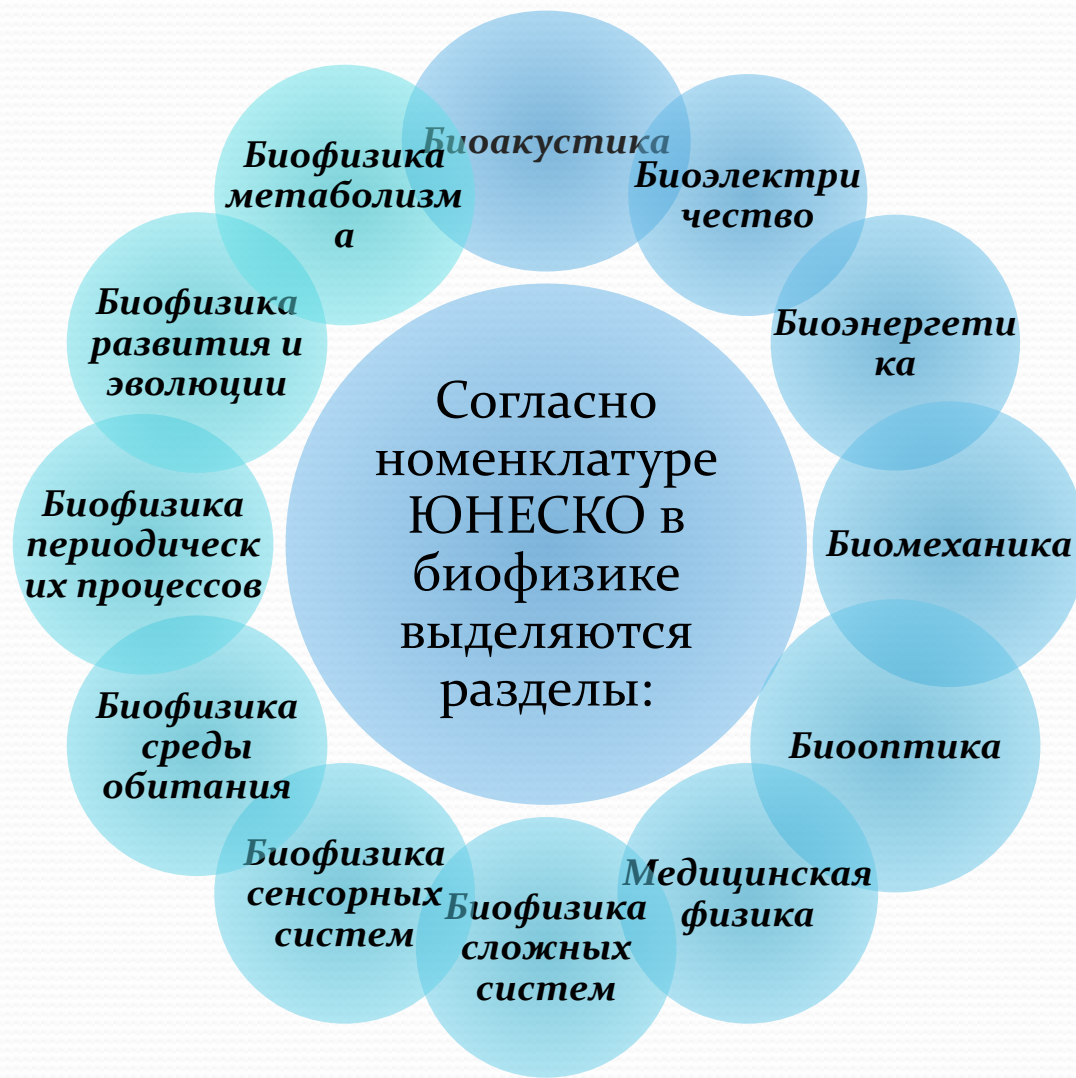 Согласно
номенклатуре
ЮНЕСКО в
биофизике
выделяются
разделы:
Биоакустика
Биоэлектри
чество
Биоэнергети
ка
Биомеханика
Биооптика
Медицинская
физика
Биофизика
сложных
систем
Биофизика
сенсорных
систем
Биофизика
среды
обитания
Биофизика
периодическ
их процессов
Биофизика
развития и
эволюции
Биофизика
метаболизм
а